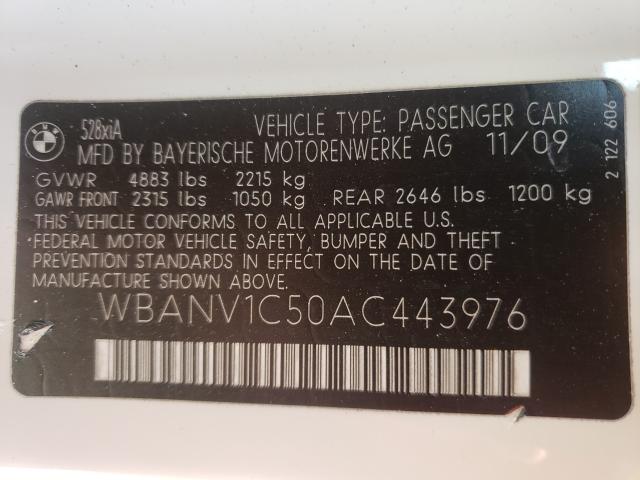 BMW
528xiA VEHICLE TYPE: PASSENGER CAR
MFD BY BAYERISCHE MOTORENWERKE AG 11/09
GVWR 4883 lbs 2215 kg
GAWR FRONT 2315 lbs 1050 kg REAR 2646 lbs 1200 kg
THIS VEHICLE CONFORMS TO ALL APPLICABLE U.S.
FEDERAL MOTOR VEHICLE SAFETY, BUMPER AND THEFT
PREVENTION STANDARDS IN EFFECT ON THE DATE OF
MANUFACTURE SHOWN ABOVE.
WBANV1C50AC443976
2 122 606